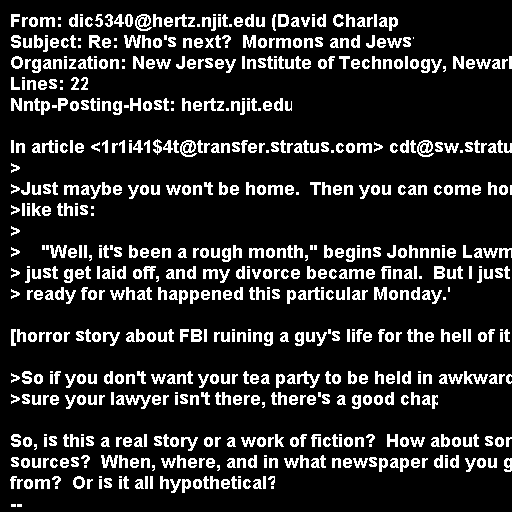 From: dic5340@hertz.njit.edu (David Charlap
Subject: Re: Who's next?  Mormons and Jews
Organization: New Jersey Institute of Technology, Newark
Lines: 22
Nntp-Posting-Host: hertz.njit.edu

In article <1r1i41$4t@transfer.stratus.com> cdt@sw.stratu
>
>Just maybe you won't be home.  Then you can come ho
>like this:
>
>    "Well, it's been a rough month," begins Johnnie Lawm
> just get laid off, and my divorce became final.  But I just
> ready for what happened this particular Monday.'

[horror story about FBI ruining a guy's life for the hell of it

>So if you don't want your tea party to be held in awkward
>sure your lawyer isn't there, there's a good chap

So, is this a real story or a work of fiction?  How about so
sources?  When, where, and in what newspaper did you g
from?  Or is it all hypothetical?
--